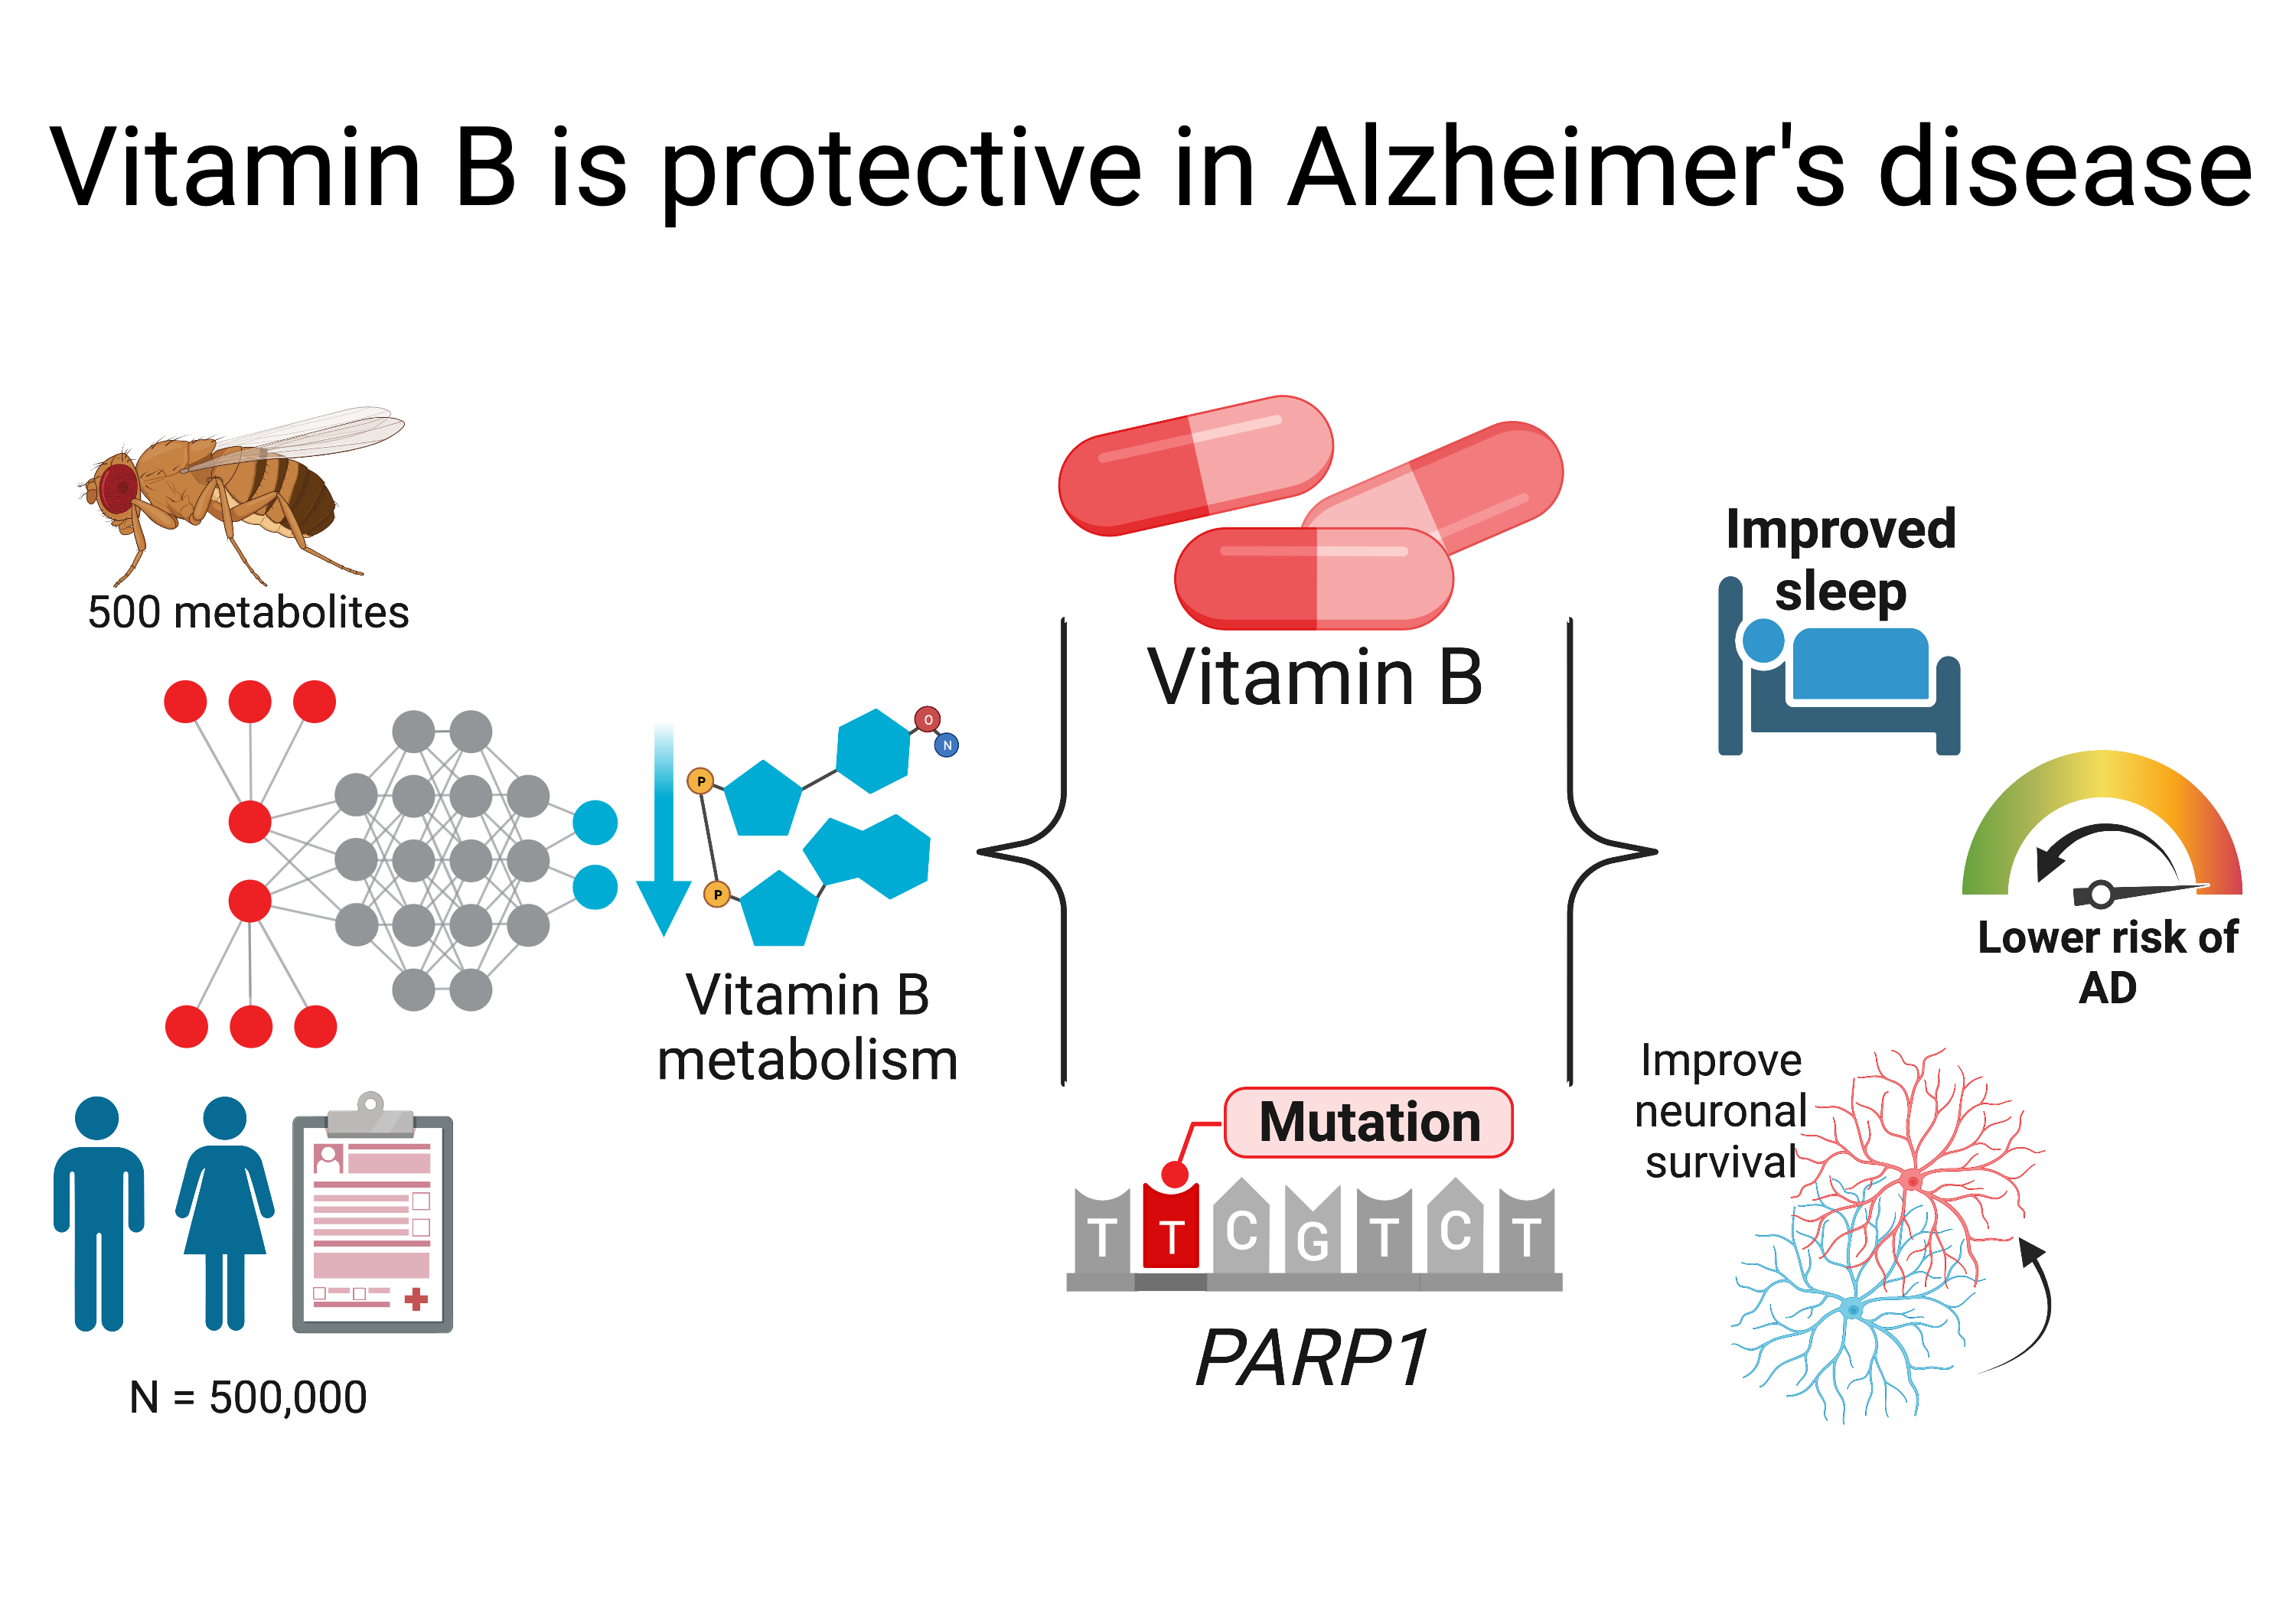 Vitamin B is protective in Alzheimer's disease
500 metabolites
O
N
P
P
Vitamin B
metabolism
N = 500,000
Vitamin B
Mutation
T T C G T C T
PARP1
Improved
sleep
Lower risk of
AD
Improve
neuronal
survival